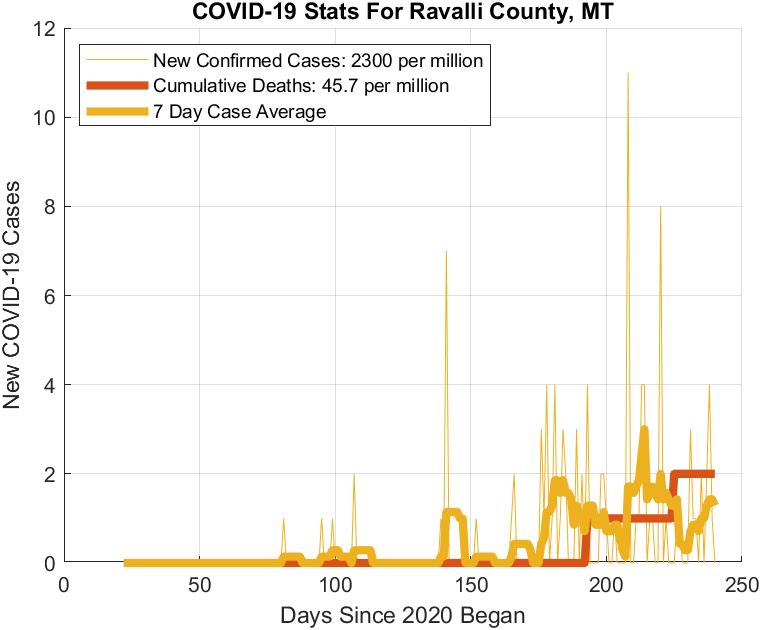 COVID-19 Stats For Ravalli County, MT
New Confirmed Cases: 2300 per million
Cumulative Deaths: 45.7 per million
7 Day Case Average
New COVID-19 Cases
12
10
8
6
4
2
0
0 50 100 150 200 250
Days Since 2020 Began